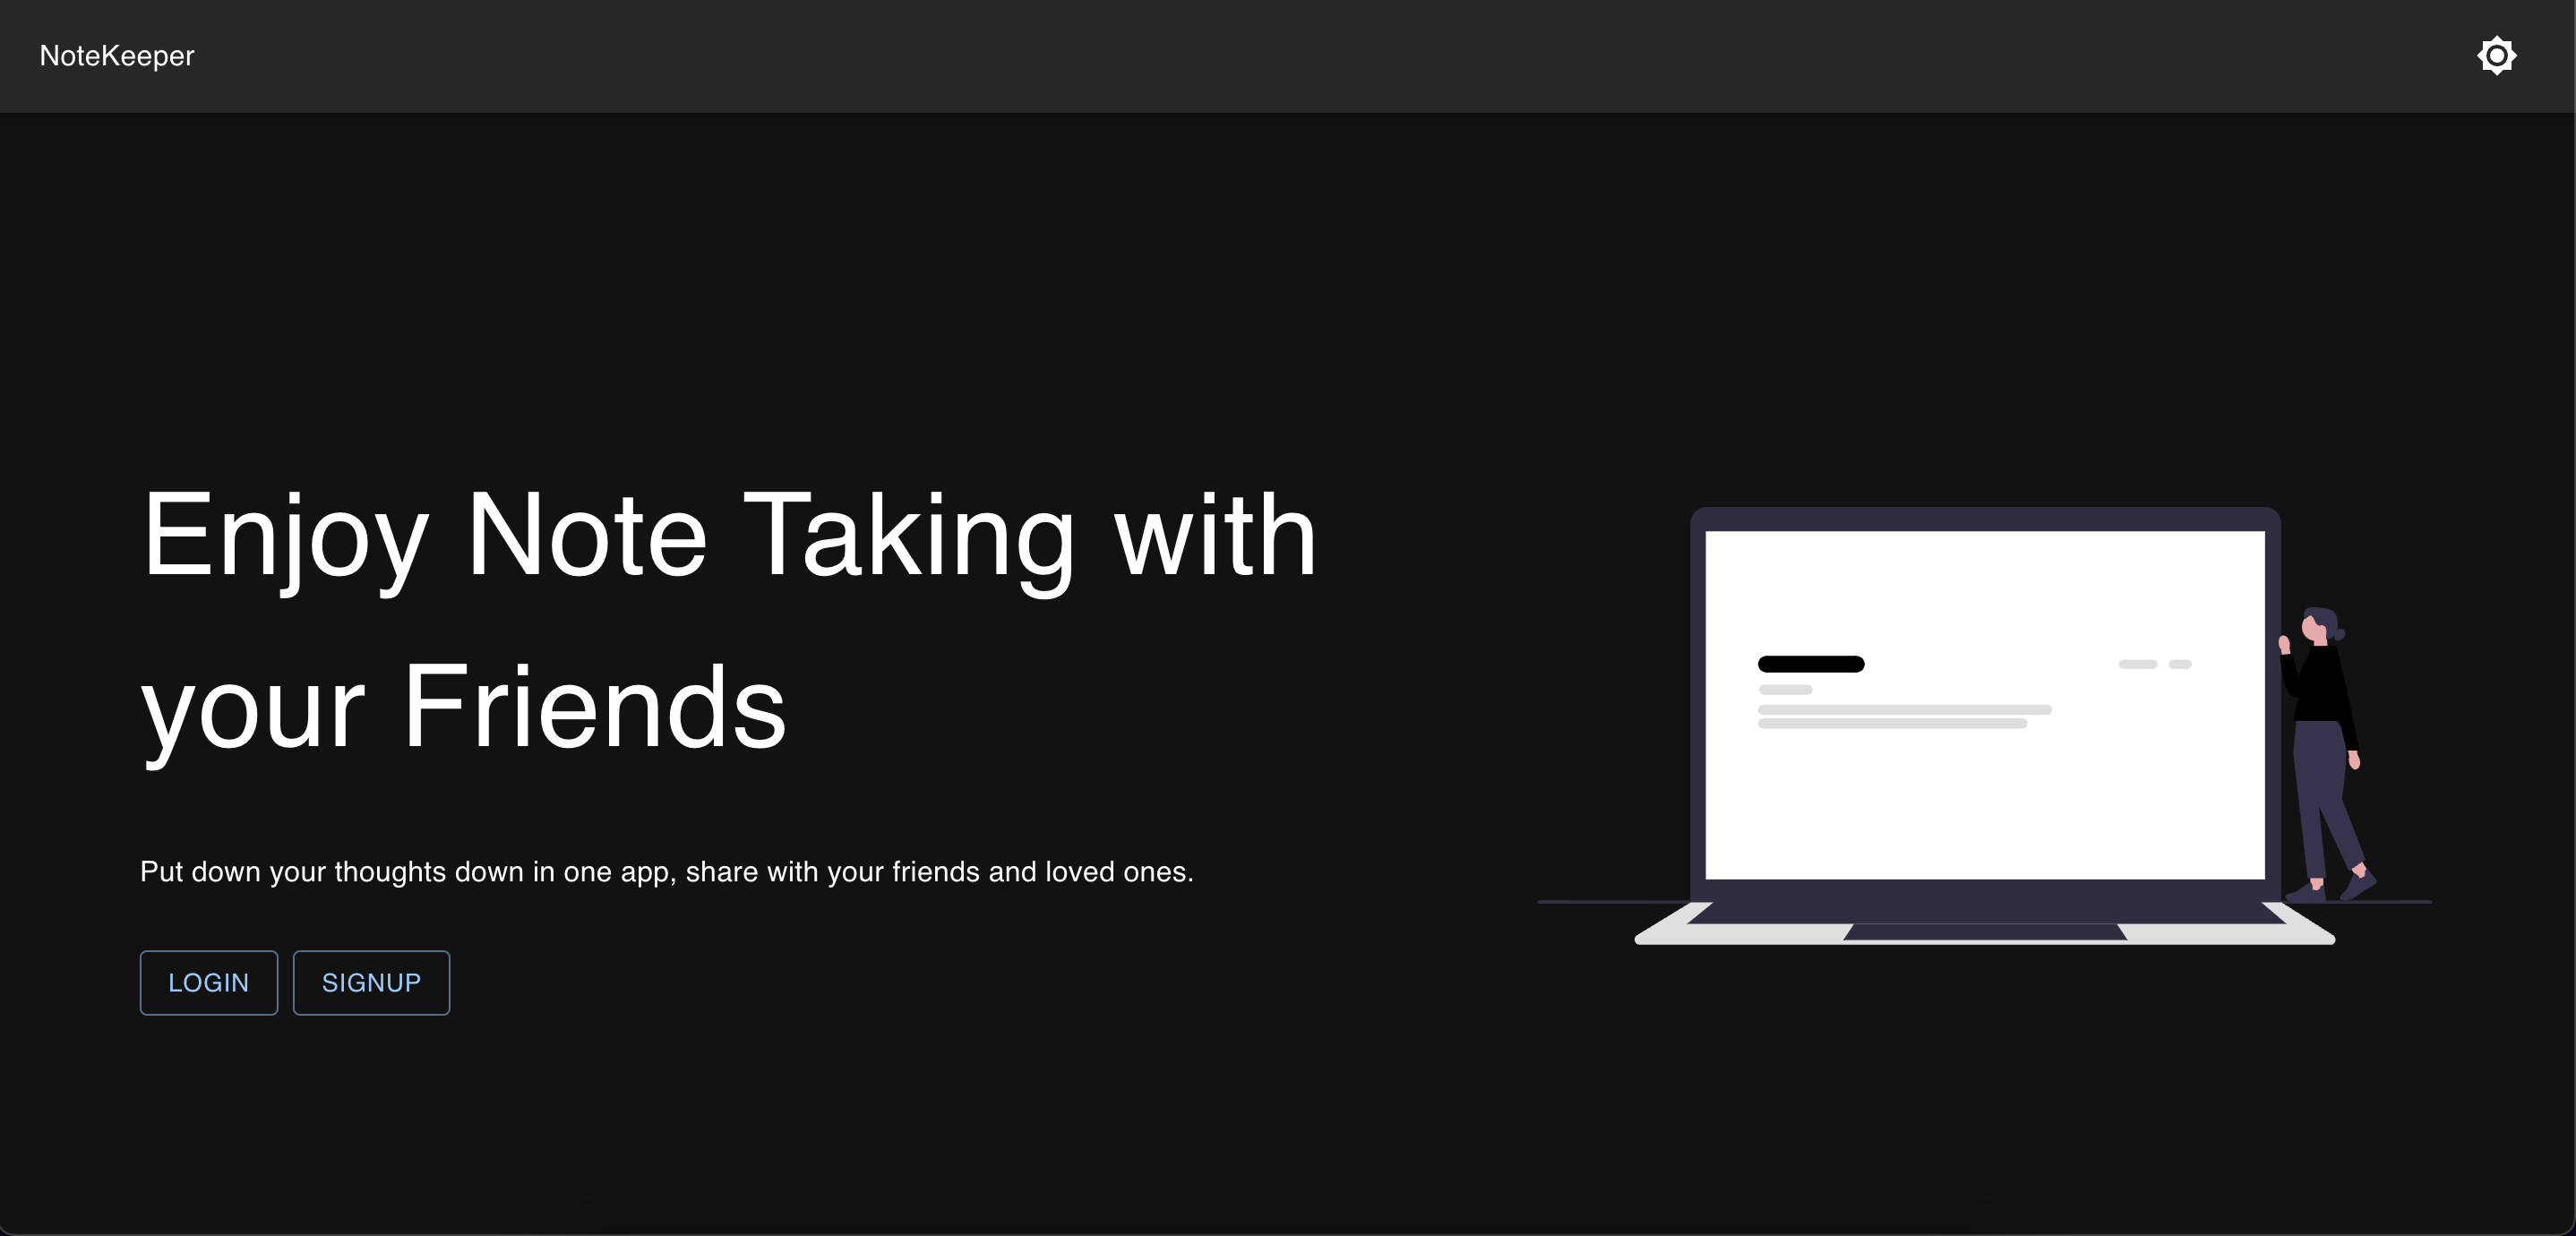 NoteKeeper
Enjoy Note Taking with
your Friends
Put down your thoughts down in one app, share with your friends and loved ones.
LOGIN
SIGNUP